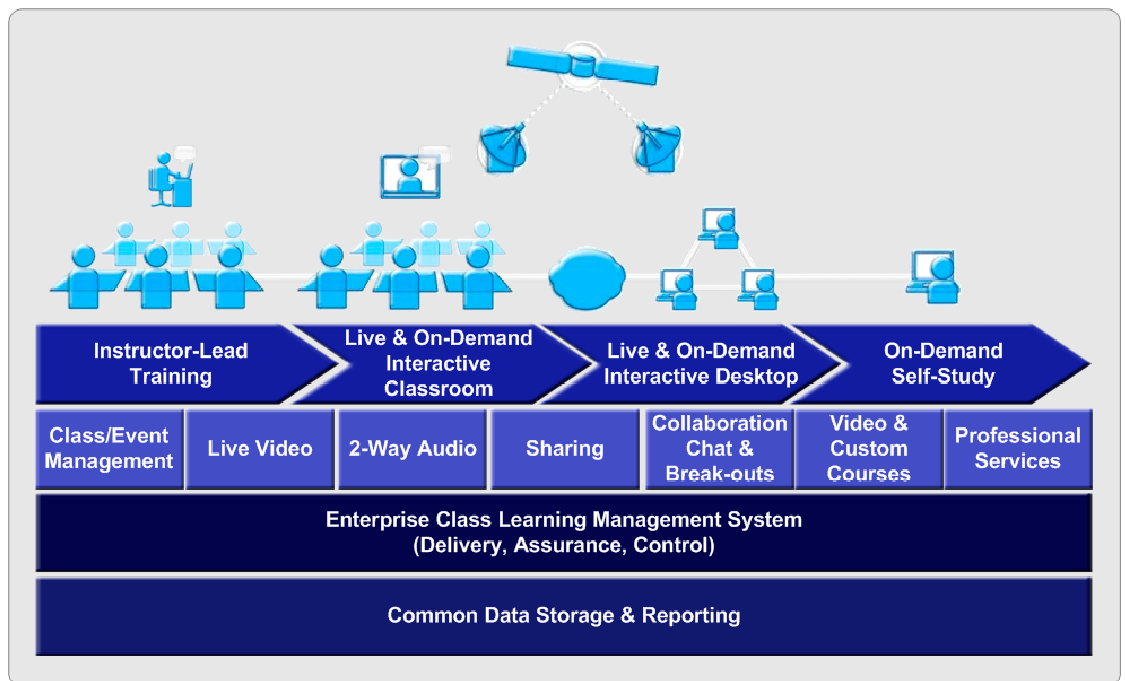 Instructor-Lead
Training
Live & On-Demand
Interactive
Classroom
Live & On-Demand
Interactive Desktop
On-Demand
Self-Study
Class/Event
Management
Live Video
2-Way Audio
Sharing
Collaboration
Chat &
Break-outs
Video &
Custom
Courses
Professional
Services
Enterprise Class Learning Management System
(Delivery, Assurance, Control)
Common Data Storage & Reporting